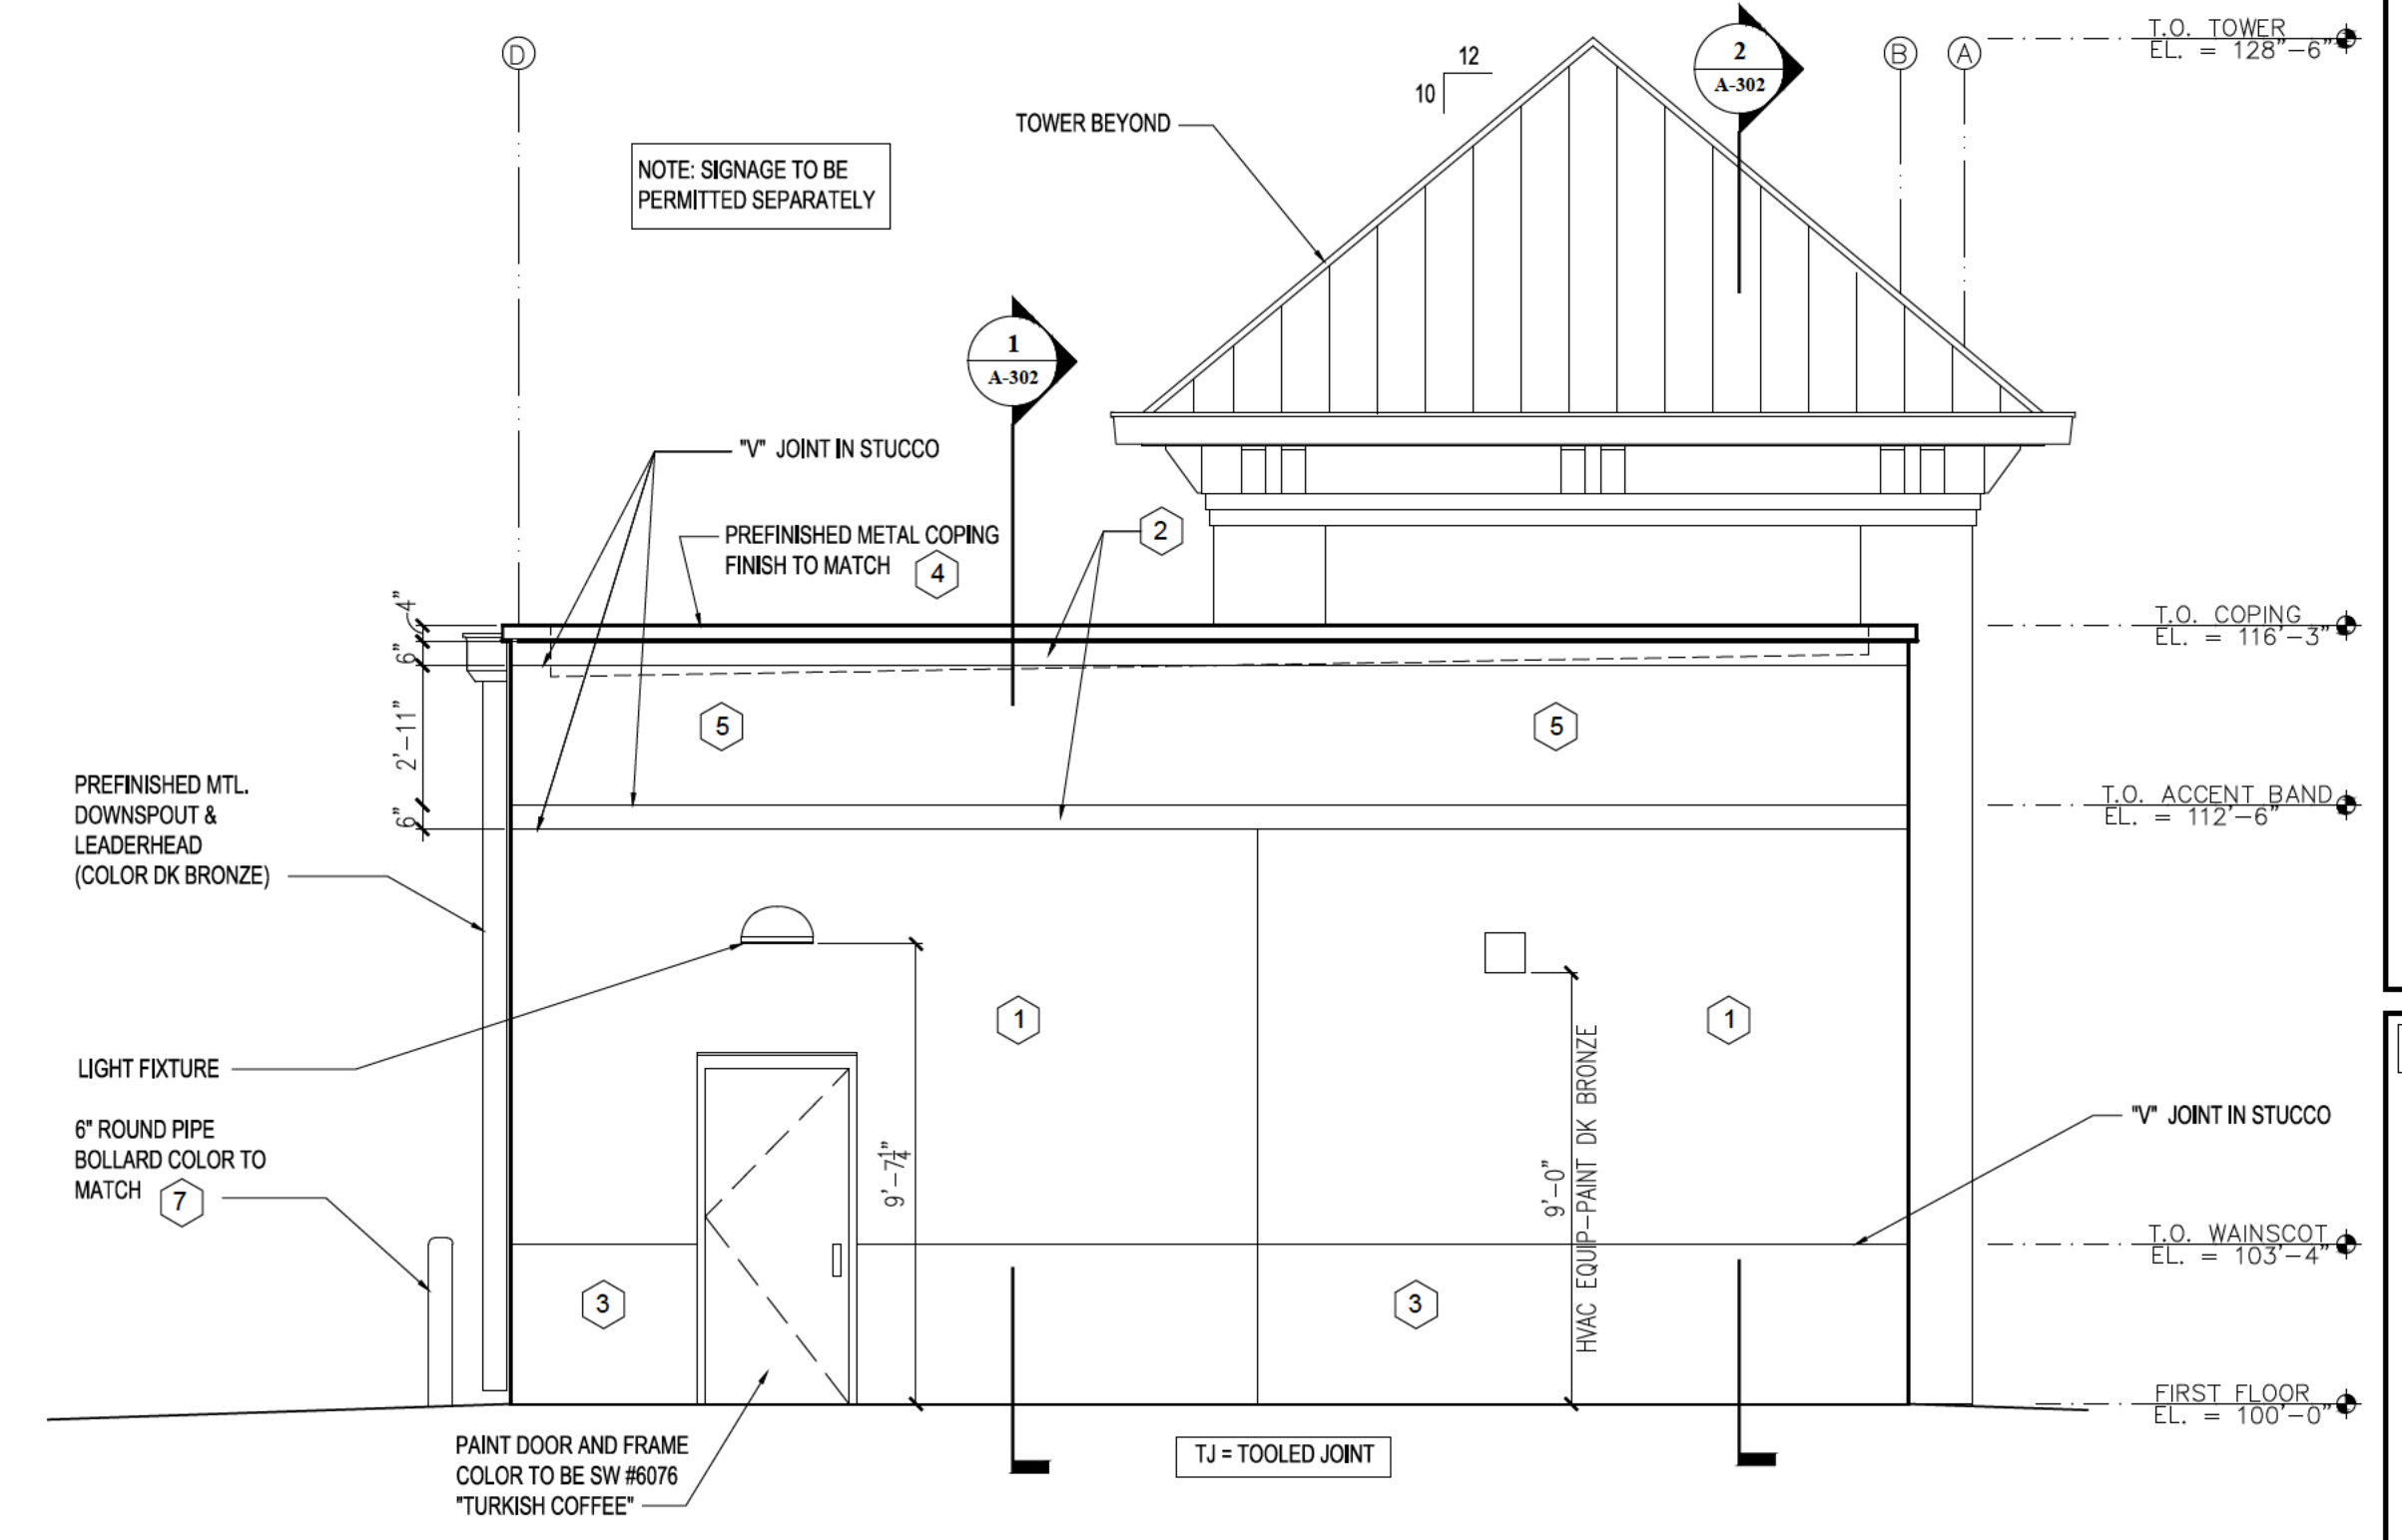 D
B
A
T.O. TOWER
EL. = 128"-6"
2
A-302
12
10
TOWER BEYOND
NOTE: SIGNAGE TO BE
PERMITTED SEPARATELY
1
A-302
"V" JOINT IN STUCCO
PREFINISHED METAL COPING
FINISH TO MATCH 4
2
T.O. COPING
EL. = 116'-3"
4"
6"
2'-11"
6"
5
5
T.O. ACCENT BAND
EL. = 112'-6"
PREFINISHED MTL.
DOWNSPOUT &
LEADERHEAD
(COLOR DK BRONZE)
1
1
LIGHT FIXTURE
9'-7¼"
9'-0"
HVAC EQUIP-PAINT DK BRONZE
6" ROUND PIPE
BOLLARD COLOR TO
MATCH 7
"V" JOINT IN STUCCO
T.O. WAINSCOT
EL. = 103'-4"
3
3
FIRST FLOOR
EL. = 100'-0"
PAINT DOOR AND FRAME
COLOR TO BE SW #6076
"TURKISH COFFEE"
TJ = TOOLED JOINT